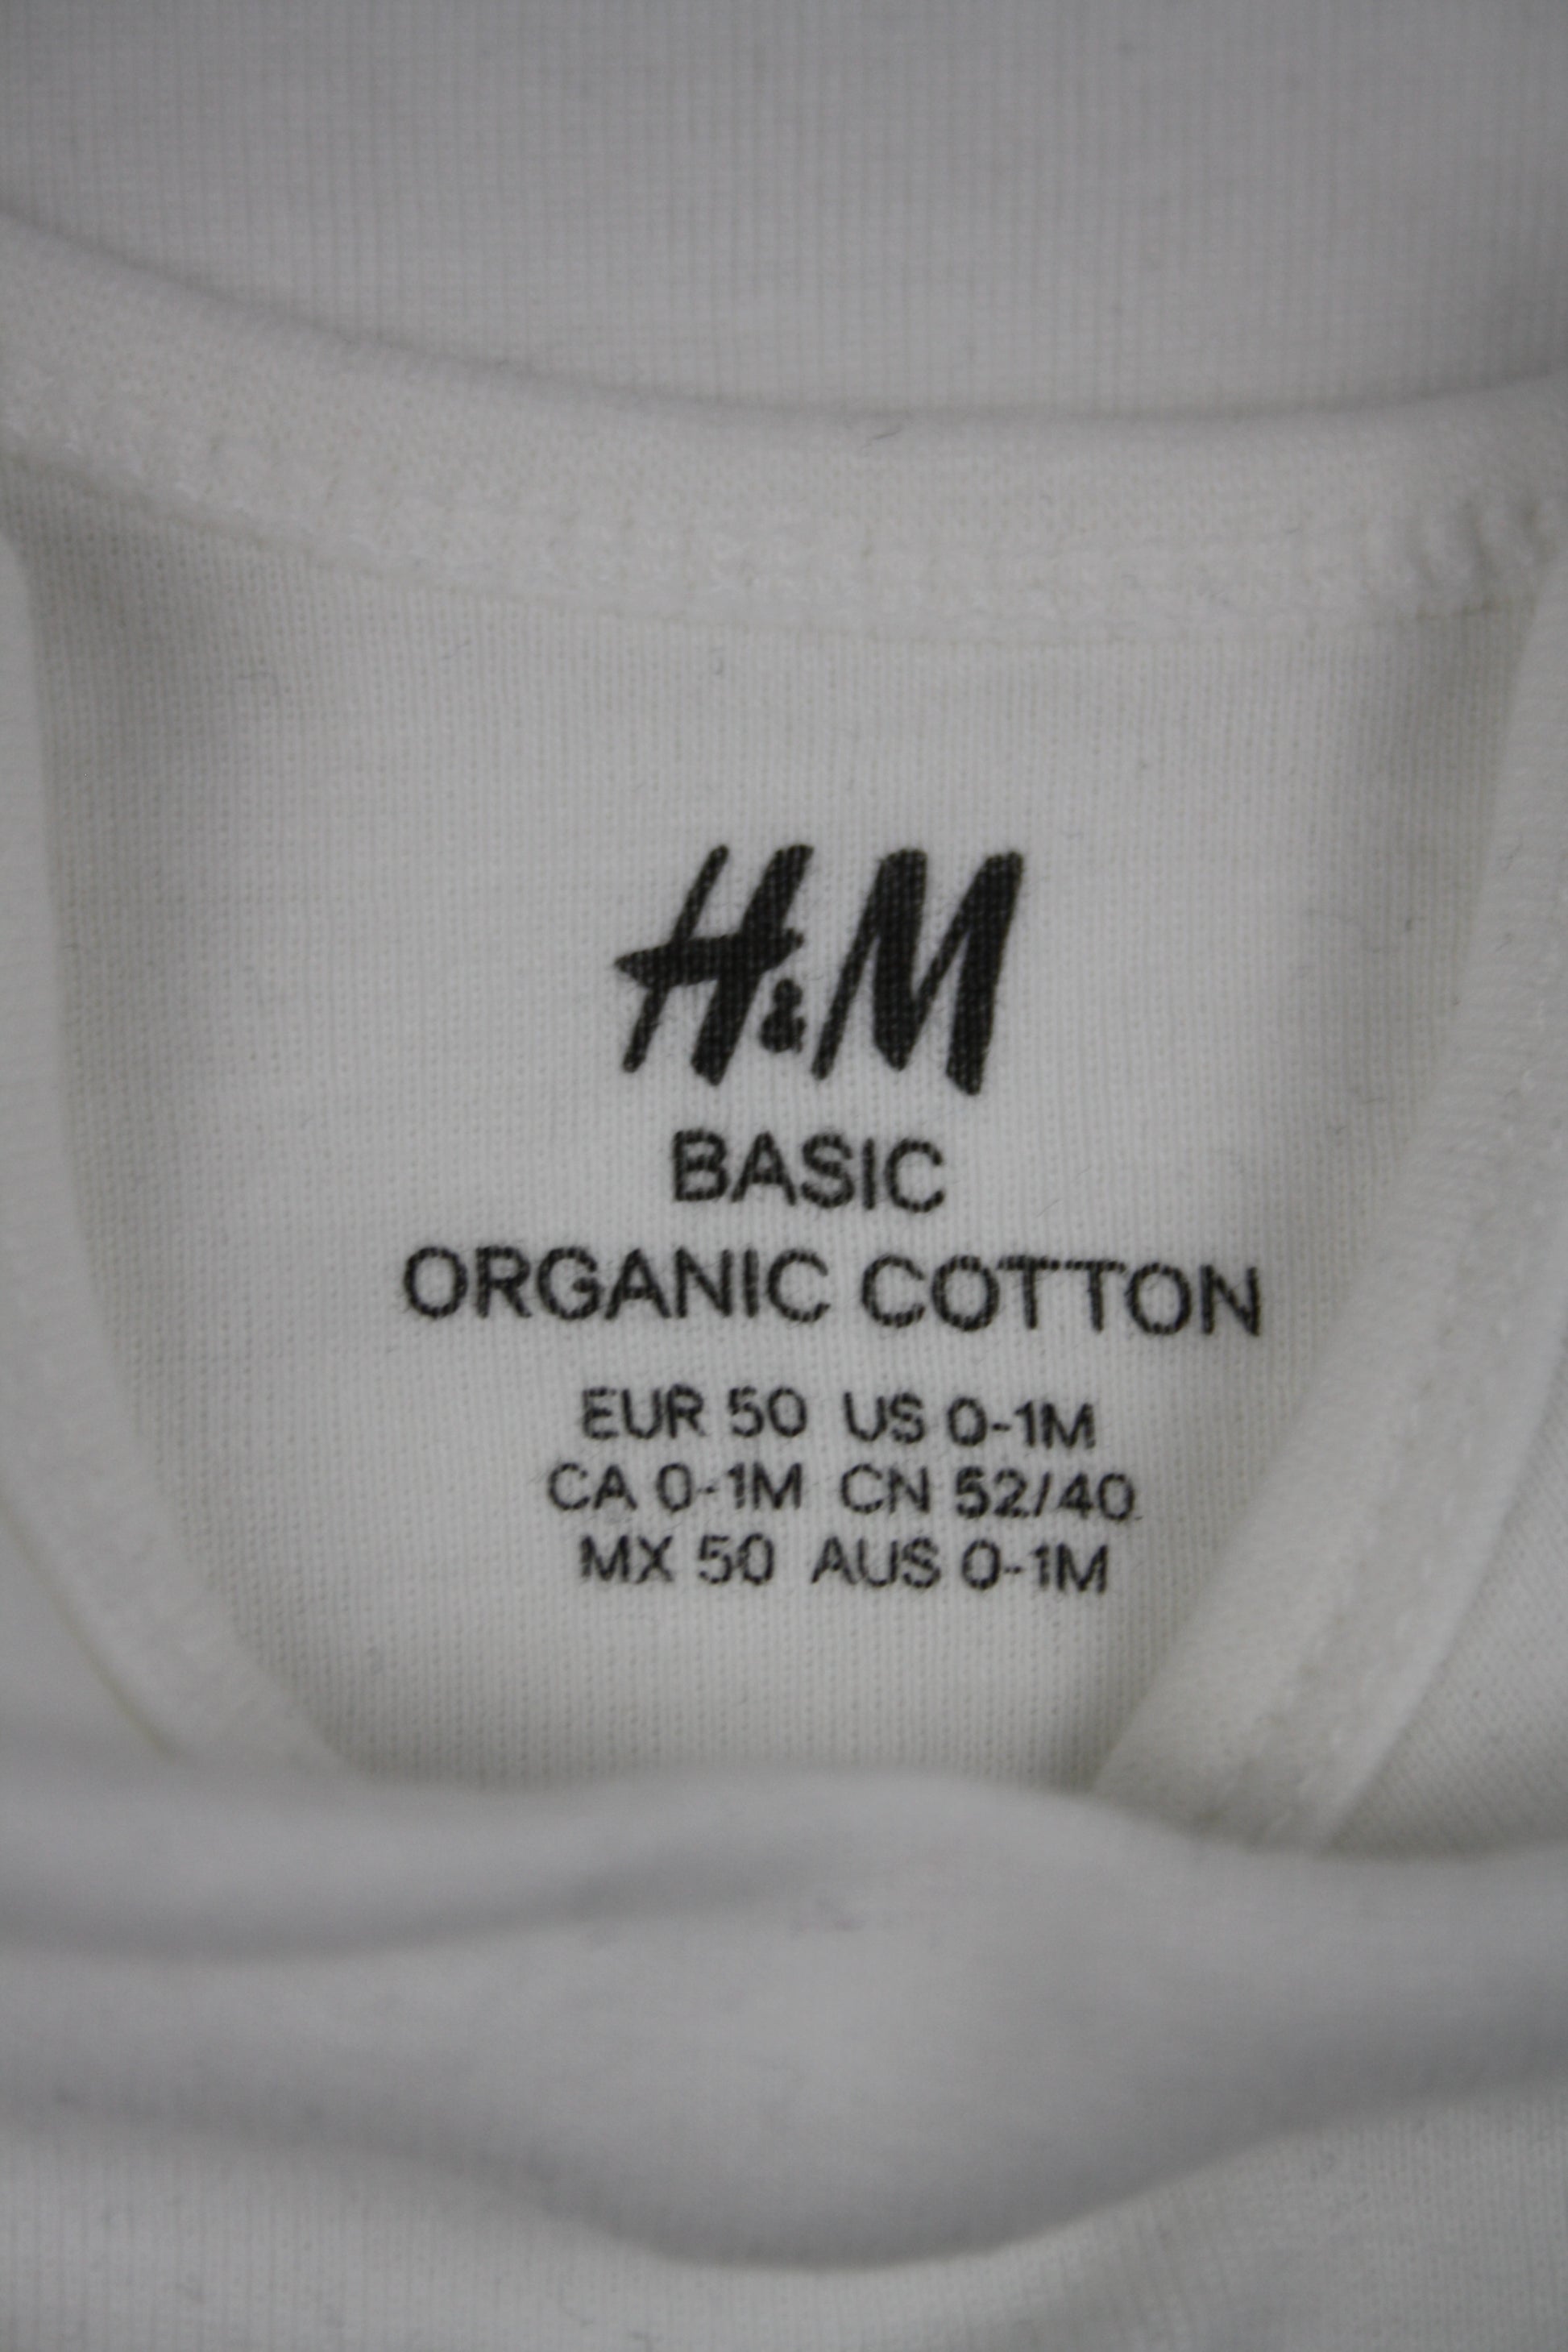 H&M
BASIC
ORGANIC COTTON
EUR 50 US 0-1M
CA 0-1M CN 52/40
MX 50 AUS 0-1M